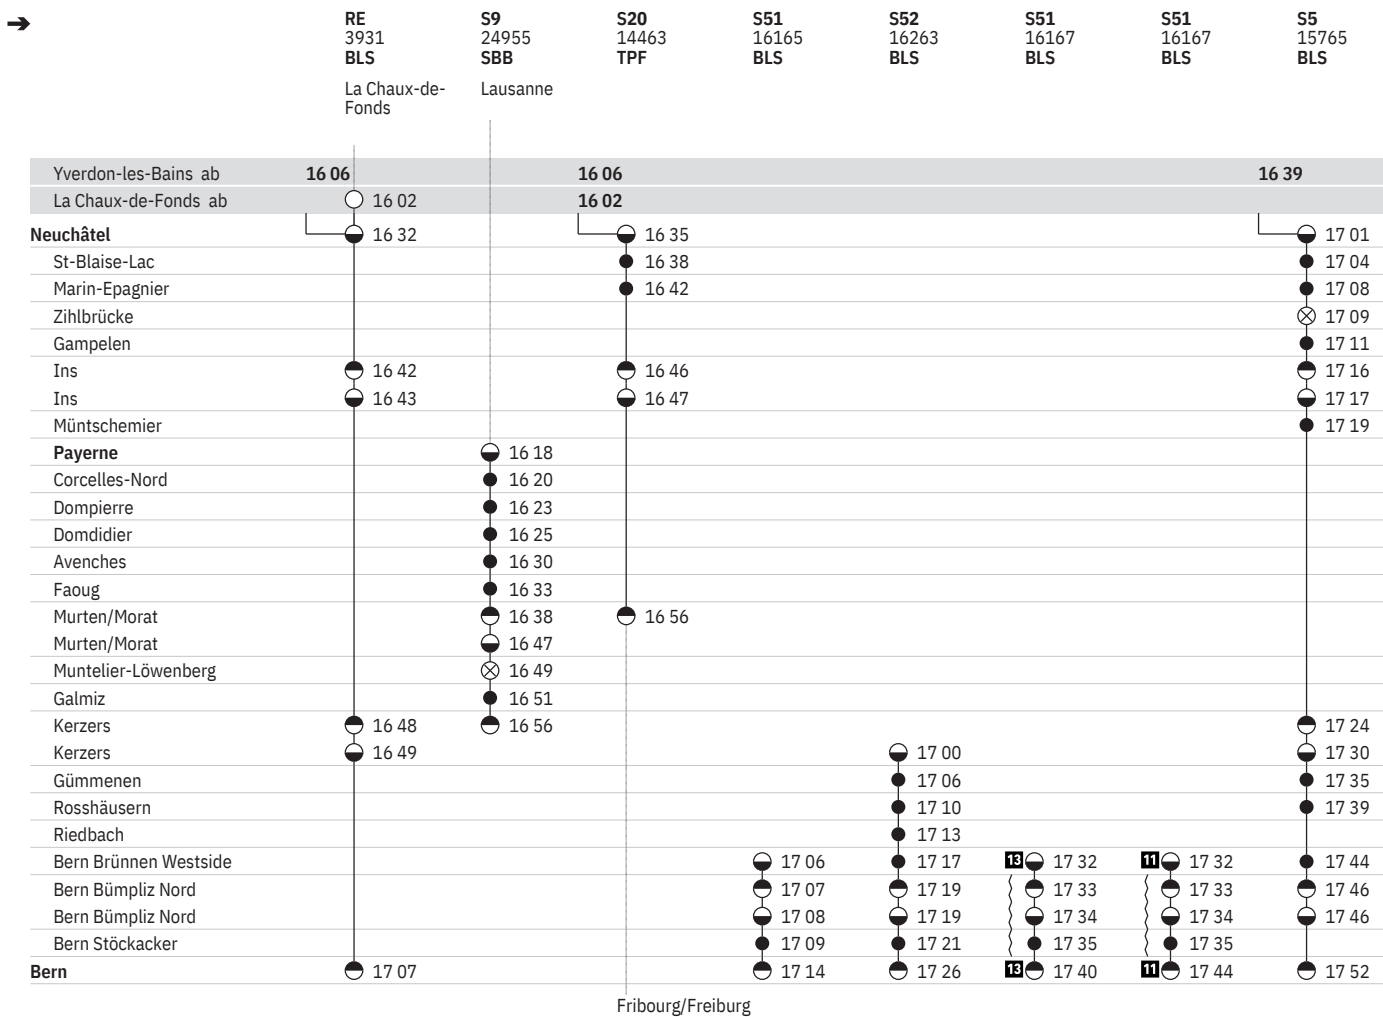 ➔ RE S9 S20 S51 S52 S51 S51 S5
3931 24955 14463 16165 16263 16167 16167 15765
BLS SBB TPF BLS BLS BLS BLS BLS
La Chaux-de- Lausanne
Fonds
Yverdon-les-Bains ab 16 06 16 06 16 39
La Chaux-de-Fonds ab 16 02 16 02
Neuchâtel 16 32 16 35 17 01
St-Blaise-Lac 16 38 17 04
Marin-Epagnier 16 42 17 08
Zihlbrücke 17 09
Gampelen 17 11
Ins 16 42 16 46 17 16
Ins 16 43 16 47 17 17
Müntschemier 17 19
Payerne 16 18
Corcelles-Nord 16 20
Dompierre 16 23
Domdidier 16 25
Avenches 16 30
Faoug 16 33
Murten/Morat 16 38 16 56
Murten/Morat 16 47
Muntelier-Löwenberg 16 49
Galmiz 16 51
Kerzers 16 48 16 56 17 24
Kerzers 16 49 17 00 17 30
Gümmenen 17 06 17 35
Rosshäusern 17 10 17 39
Riedbach 17 13
Bern Brünnen Westside 17 06 17 17 13 17 32 11 17 32 17 44
Bern Bümpliz Nord 17 07 17 19 17 33 17 33 17 46
Bern Bümpliz Nord 17 08 17 19 17 34 17 34 17 46
Bern Stöckacker 17 09 17 21 17 35 17 35
Bern 17 07 17 14 17 26 13 17 40 11 17 44 17 52
Fribourg/Freiburg